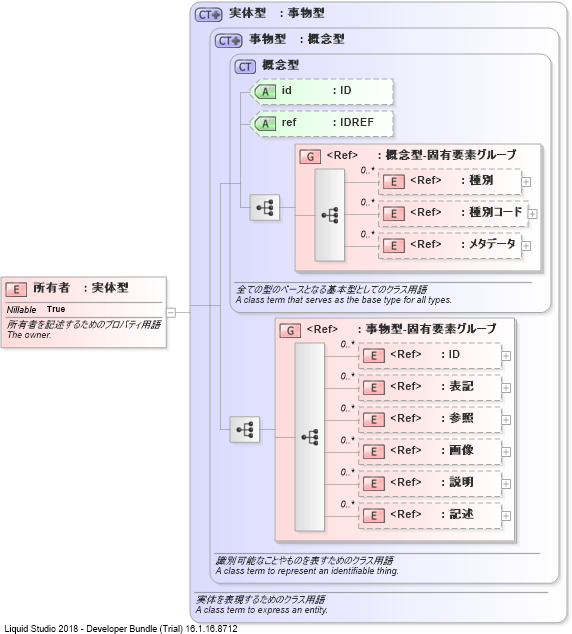 CT 実体型 : 事物型
CT 事物型 : 概念型
CT 概念型
A id : ID
A ref : IDREF
G <Ref> : 概念型-固有要素グループ
0..*
E <Ref> : 種別
0..*
E <Ref> : 種別コード
0..*
E <Ref> : メタデータ
全ての型のベースとなる基本型としてのクラス用語
A class term that serves as the base type for all types.
E 所有者 : 実体型
Nillable True
所有者を記述するためのプロパティ用語
The owner.
G <Ref> : 事物型-固有要素グループ
0..*
E <Ref> : ID
0..*
E <Ref> : 表記
0..*
E <Ref> : 参照
0..*
E <Ref> : 画像
0..*
E <Ref> : 説明
0..*
E <Ref> : 記述
識別可能なことやものを表すためのクラス用語
A class term to represent an identifiable thing.
実体を表現するためのクラス用語
A class term to express an entity.
Liquid Studio 2018 - Developer Bundle (Trial) 16.1.16.8712